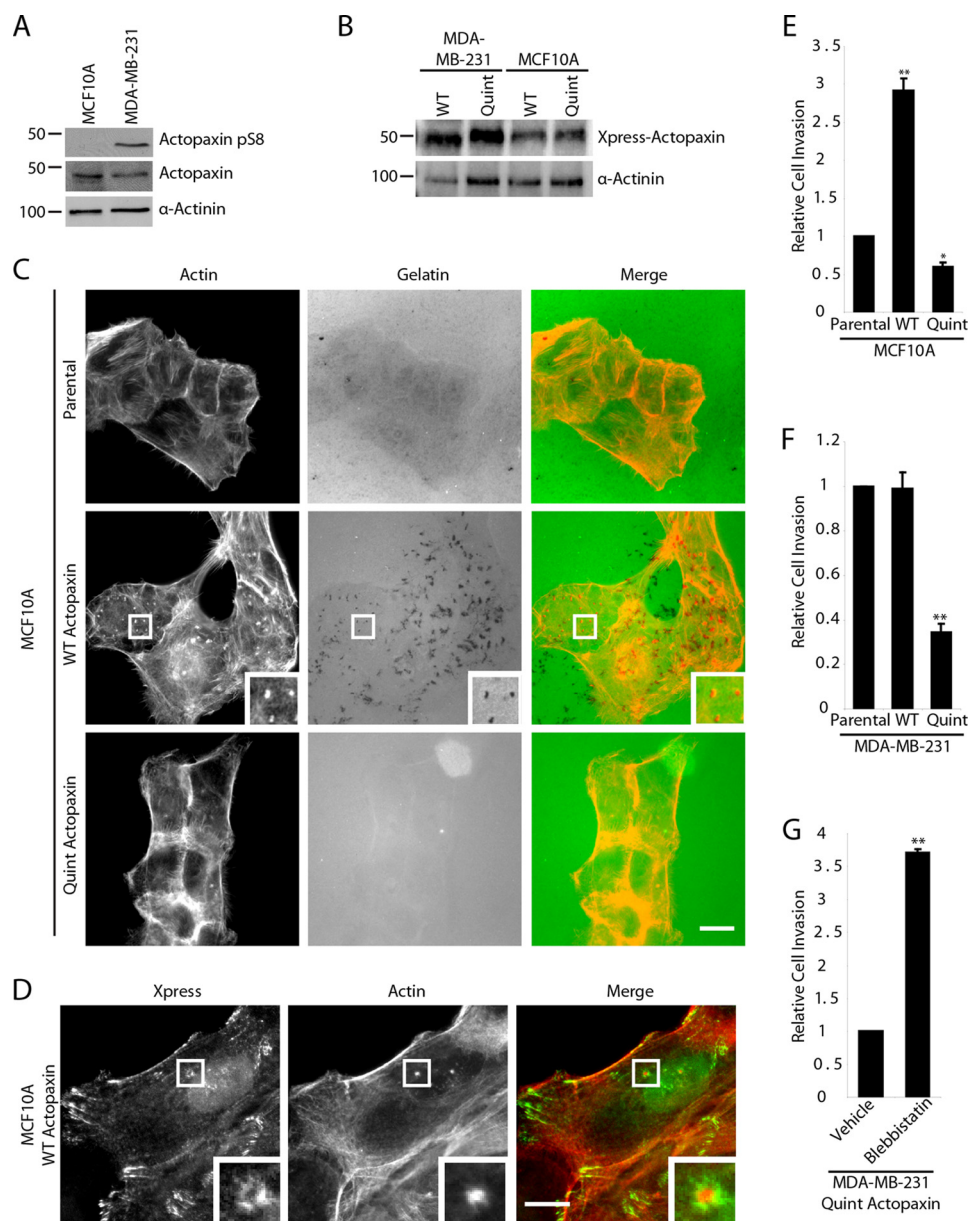 A
MCF10A
MDA-MB-231
50
Actopaxin pS8
50
Actopaxin
100
α-Actinin
B
MDA-
MB-231
MCF10A
WT
Quint
WT
Quint
50
Xpress-Actopaxin
100
α-Actinin
C
Actin
Gelatin
Merge
MCF10A
Parental
WT Actopaxin
Quint Actopaxin
D
Xpress
Actin
Merge
MCF10A
WT Actopaxin
E
Relative Cell Invasion
3.5
3
2.5
2
1.5
1
0.5
0
**
*
Parental WT Quint
MCF10A
F
Relative Cell Invasion
1.2
1
0.8
0.6
0.4
0.2
0
**
Parental WT Quint
MDA-MB-231
G
Relative Cell Invasion
4
3.5
3
2.5
2
1.5
1
0.5
0
**
Vehicle
Blebbistatin
MDA-MB-231
Quint Actopaxin